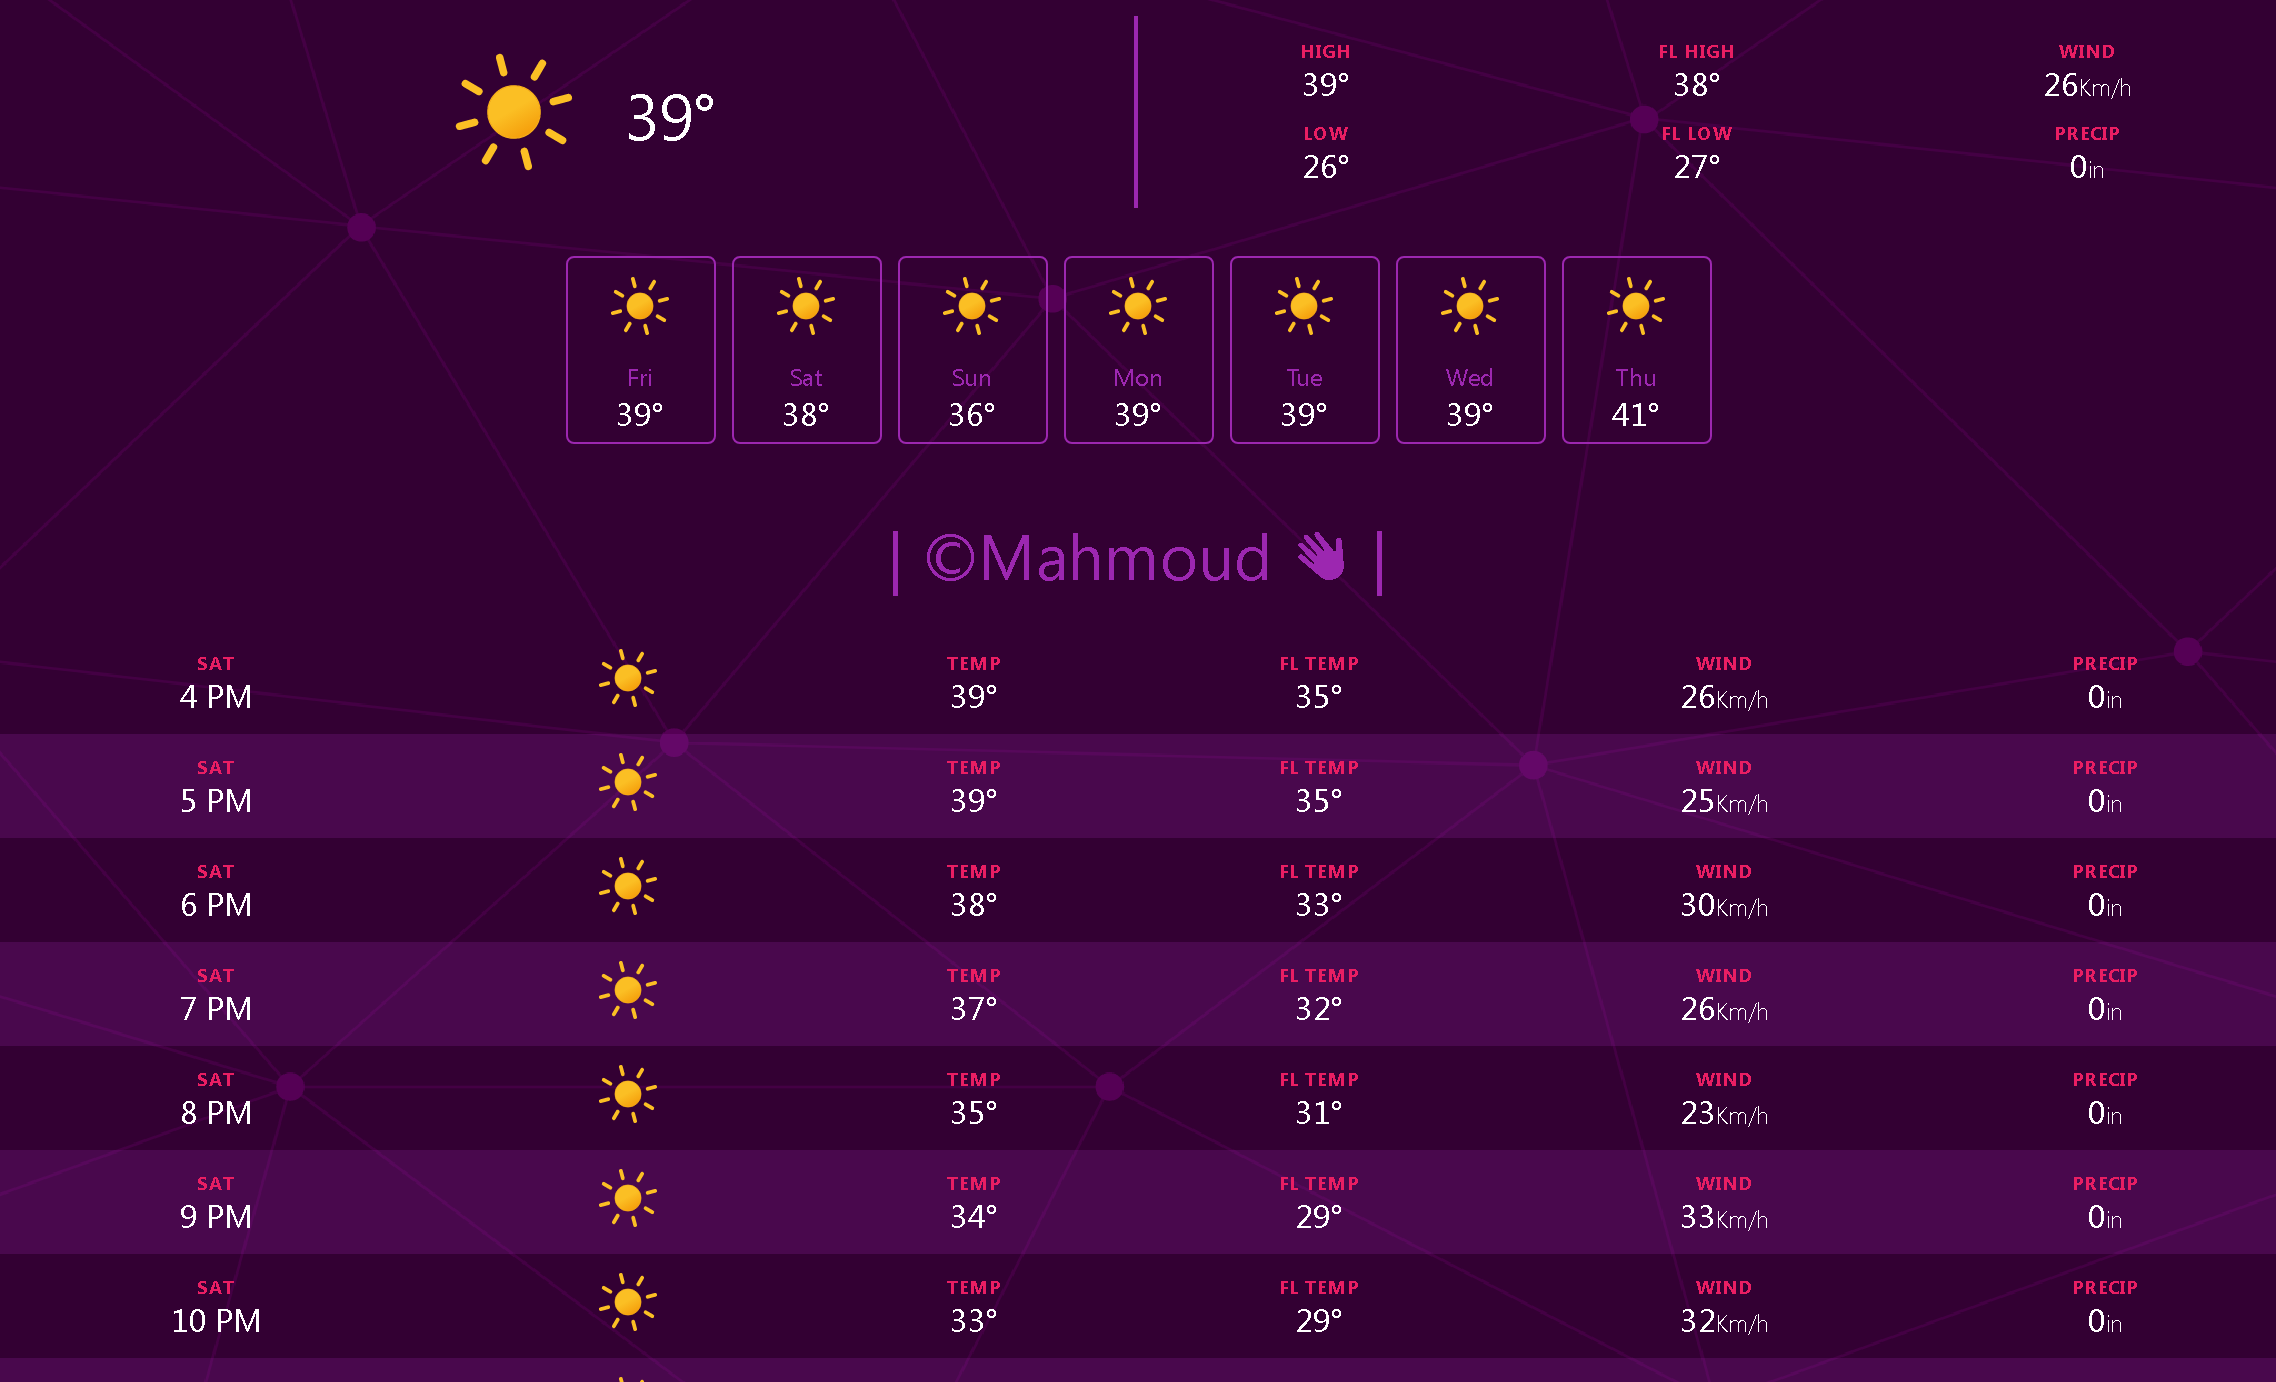 39°
HIGH FL HIGH WIND
39° 38° 26Km/h
LOW FL LOW PRECIP
26° 27° 0in
Fri Sat Sun Mon Tue Wed Thu
39° 38° 36° 39° 39° 39° 41°
| ©Mahmoud 👋 |
SAT TEMP FL TEMP WIND PRECIP
4 PM 39° 35° 26Km/h 0in
SAT TEMP FL TEMP WIND PRECIP
5 PM 39° 35° 25Km/h 0in
SAT TEMP FL TEMP WIND PRECIP
6 PM 38° 33° 30Km/h 0in
SAT TEMP FL TEMP WIND PRECIP
7 PM 37° 32° 26Km/h 0in
SAT TEMP FL TEMP WIND PRECIP
8 PM 35° 31° 23Km/h 0in
SAT TEMP FL TEMP WIND PRECIP
9 PM 34° 29° 33Km/h 0in
SAT TEMP FL TEMP WIND PRECIP
10 PM 33° 29° 32Km/h 0in